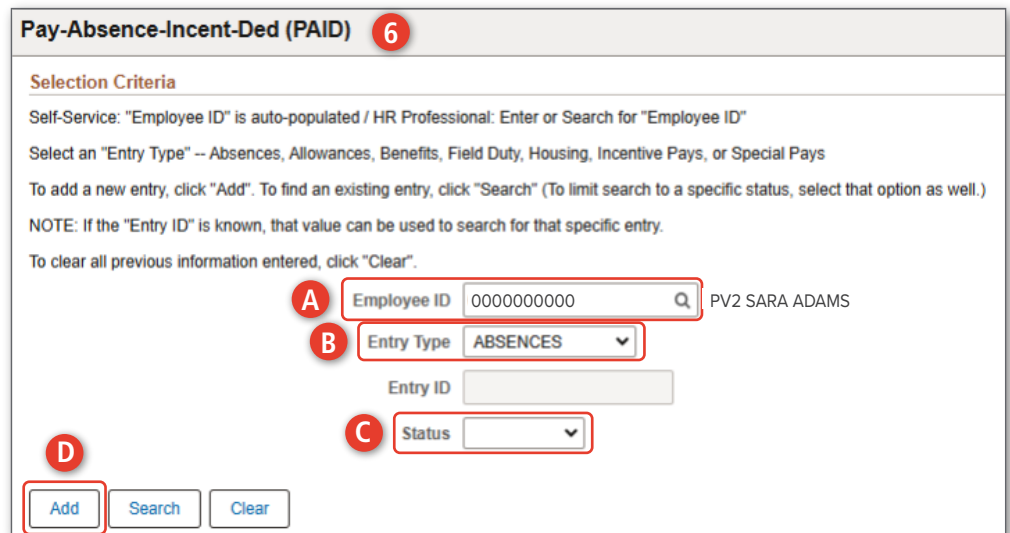 Pay-Absence-Incent-Ded (PAID) 6
Selection Criteria
Self-Service: "Employee ID" is auto-populated / HR Professional: Enter or Search for "Employee ID"
Select an "Entry Type" -- Absences, Allowances, Benefits, Field Duty, Housing, Incentive Pays, or Special Pays
To add a new entry, click "Add". To find an existing entry, click "Search" (To limit search to a specific status, select that option as well.)
NOTE: If the "Entry ID" is known, that value can be used to search for that specific entry.
To clear all previous information entered, click "Clear".
A Employee ID 0000000000 PV2 SARA ADAMS
B Entry Type ABSENCES
Entry ID
C Status
D
Add Search Clear